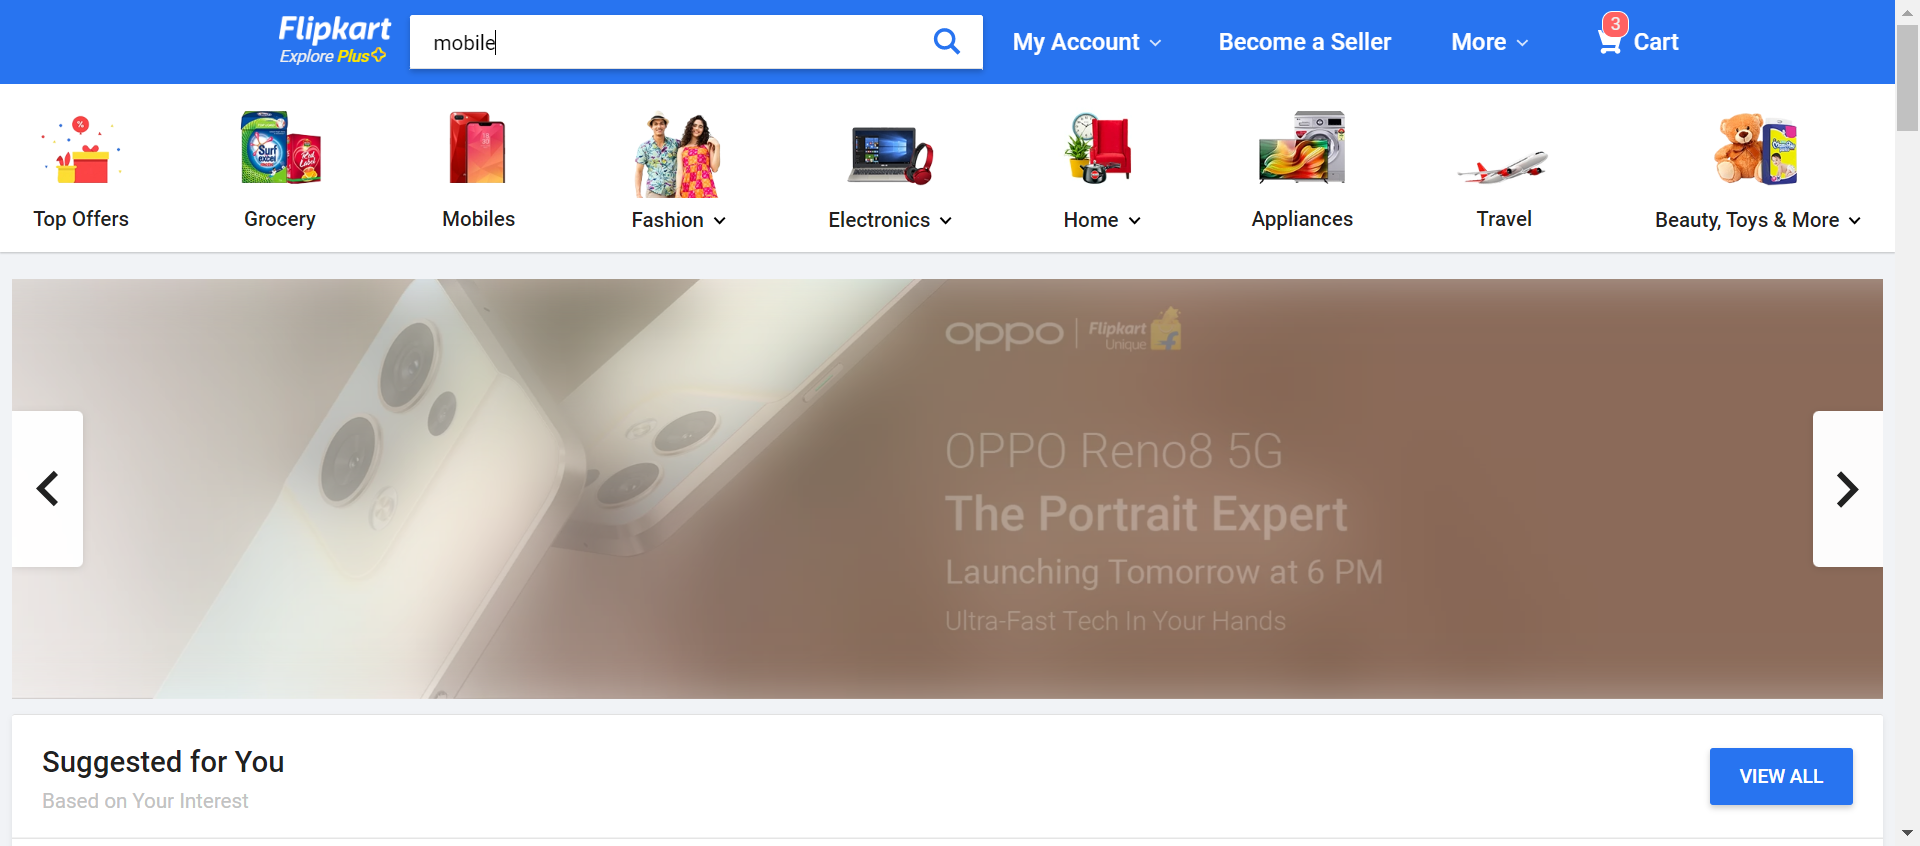 Flipkart
Explore Plus
mobile
My Account
Become a Seller
More
3
Cart
%
Surf
excel
Top Offers
Grocery
Mobiles
Fashion
Electronics
Home
Appliances
Travel
Beauty, Toys & More
oppo
Flipkart
Unique
OPPO Reno8 5G
The Portrait Expert
Launching Tomorrow at 6 PM
Ultra-Fast Tech In Your Hands
Suggested for You
Based on Your Interest
VIEW ALL